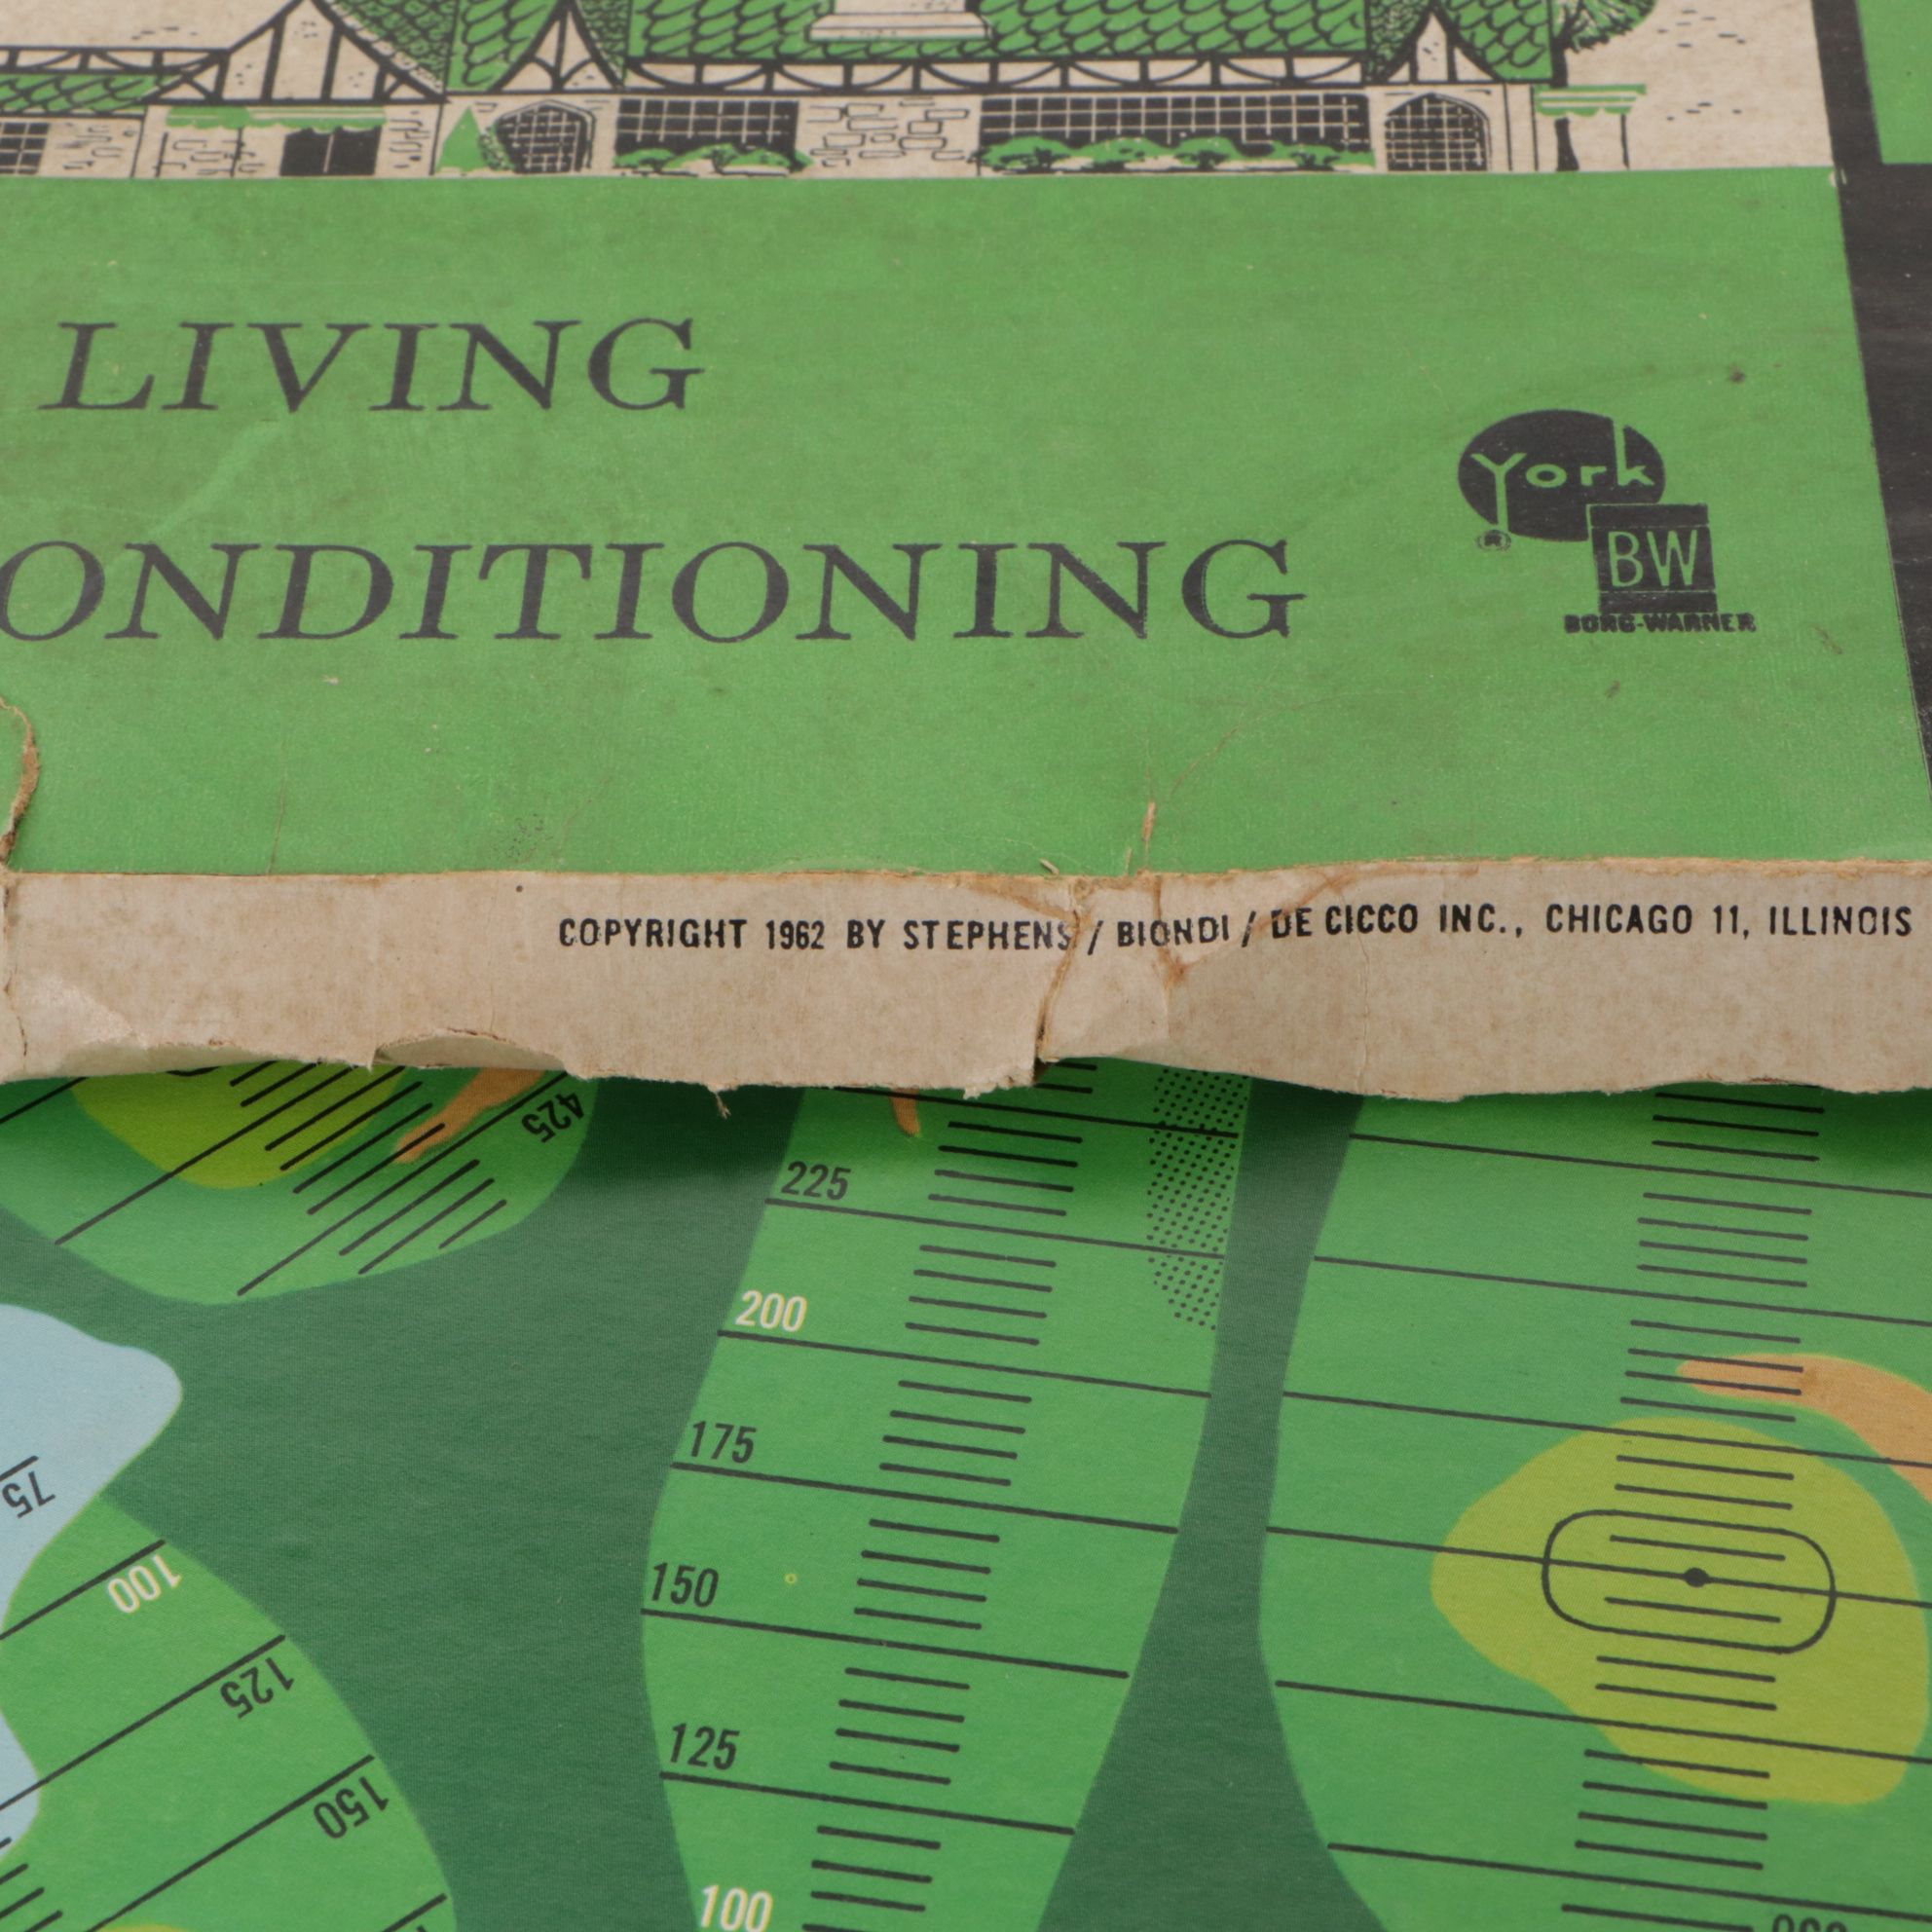 LIVING
ONDITIONING
York
®
BW
BORG-WARNER
COPYRIGHT 1962 BY STEPHENS / BIONDI / DE CICCO INC., CHICAGO 11, ILLINOIS
425
225
200
175
75
150
100
125
125
150
100